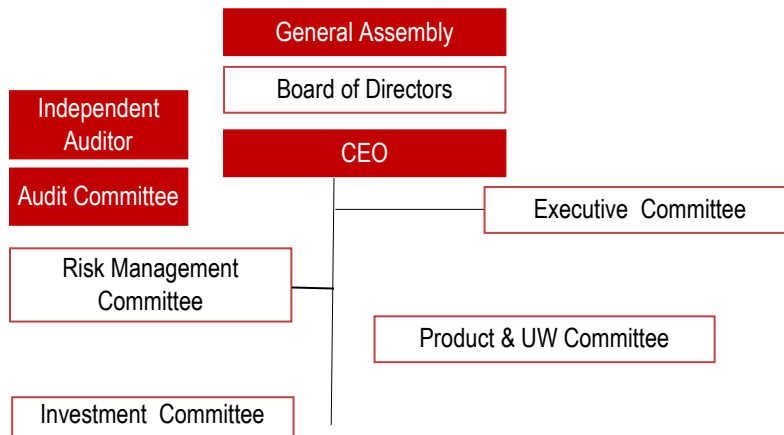 General Assembly
Board of Directors
Independent
Auditor
CEO
Audit Committee
Executive Committee
Risk Management
Committee
Product & UW Committee
Investment Committee